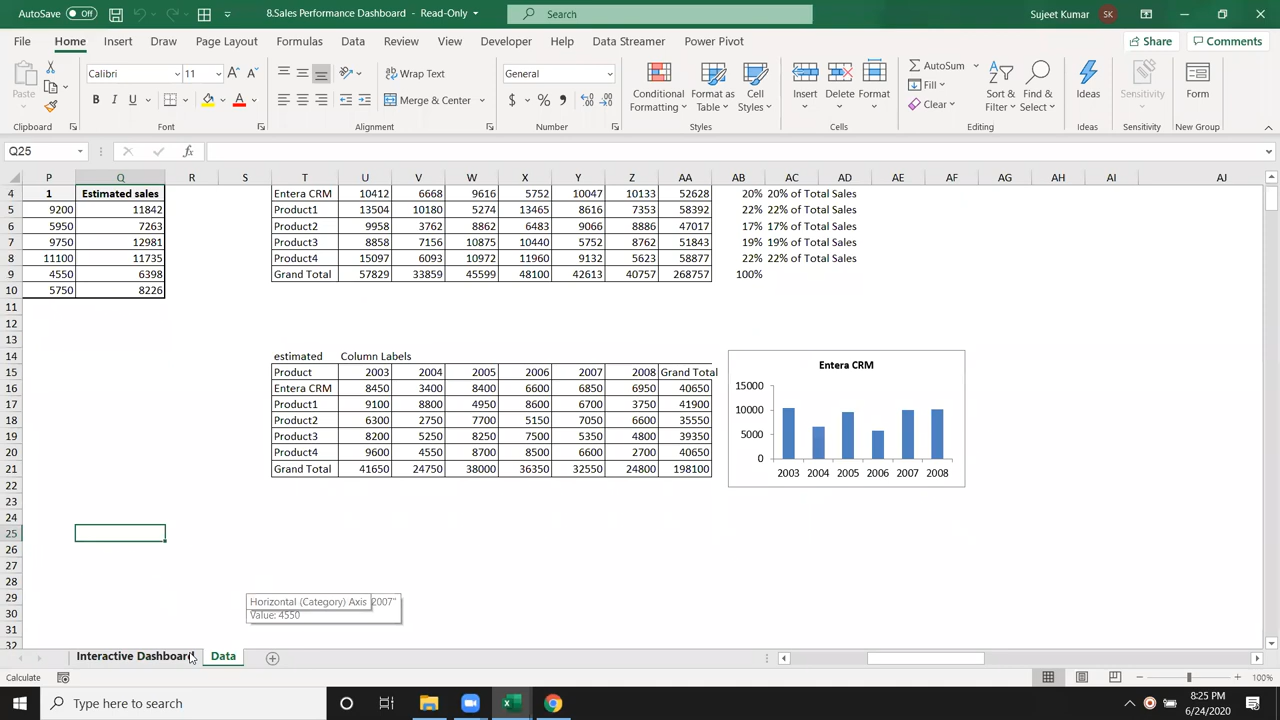 AutoSave Off
8.Sales Performance Dashboard - Read-Only
Search
Sujeet Kumar SK
File Home Insert Draw Page Layout Formulas Data Review View Developer Help Data Streamer Power Pivot Share Comments
Paste
Calibri 11
Wrap Text
General
Conditional Formatting
Format as Table
Cell Styles
Insert Delete Format
AutoSum
Fill
Clear
Sort & Filter
Find & Select
Ideas
Sensitivity
Form
B I U
Merge & Center
$ % ,
Clipboard Font Alignment Number Styles Cells Editing Ideas Sensitivity New Group
Q25 fx
P Q R S T U V W X Y Z AA AB AC AD AE AF AG AH AI AJ
4 1 Estimated sales Entera CRM 10412 6668 9616 5752 10047 10133 52628 20% 20% of Total Sales
5 9200 11842 Product1 13504 10180 5274 13465 8616 7353 58392 22% 22% of Total Sales
6 5950 7263 Product2 9958 3762 8862 6483 9066 8886 47017 17% 17% of Total Sales
7 9750 12981 Product3 8858 7156 10875 10440 5752 8762 51843 19% 19% of Total Sales
8 11100 11735 Product4 15097 6093 10972 11960 9132 5623 58877 22% 22% of Total Sales
9 4550 6398 Grand Total 57829 33859 45599 48100 42613 40757 268757 100%
10 5750 8226
11
12
13
14 estimated Column Labels
15 Product 2003 2004 2005 2006 2007 2008 Grand Total
16 Entera CRM 8450 3400 8400 6600 6850 6950 40650
17 Product1 9100 8800 4950 8600 6700 3750 41900
18 Product2 6300 2750 7700 5150 7050 6600 35550
19 Product3 8200 5250 8250 7500 5350 4800 39350
20 Product4 9600 4550 8700 8500 6600 2700 40650
21 Grand Total 41650 24750 38000 36350 32550 24800 198100
Entera CRM
15000
10000
5000
0
2003 2004 2005 2006 2007 2008
22
23
24
25
26
27
28
29
30
31
32
Horizontal (Category) Axis 2007"
Value: 4550
Interactive Dashboard Data
Calculate
100%
Type here to search
8:25 PM
6/24/2020